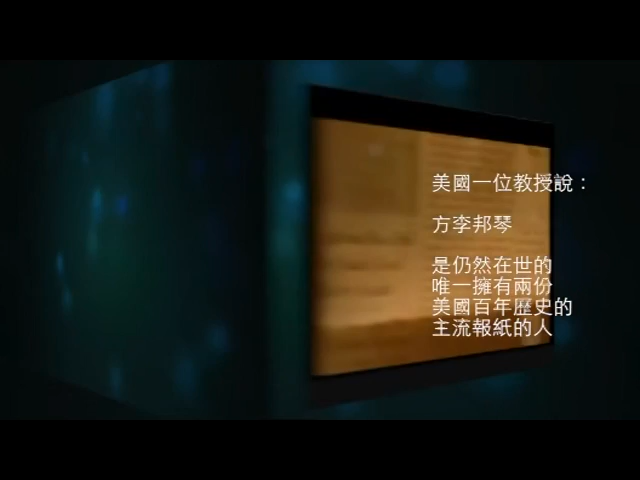 美國一位教授說：
方李邦琴
是仍然在世的
唯一擁有兩份
美國百年歷史的
主流報紙的人